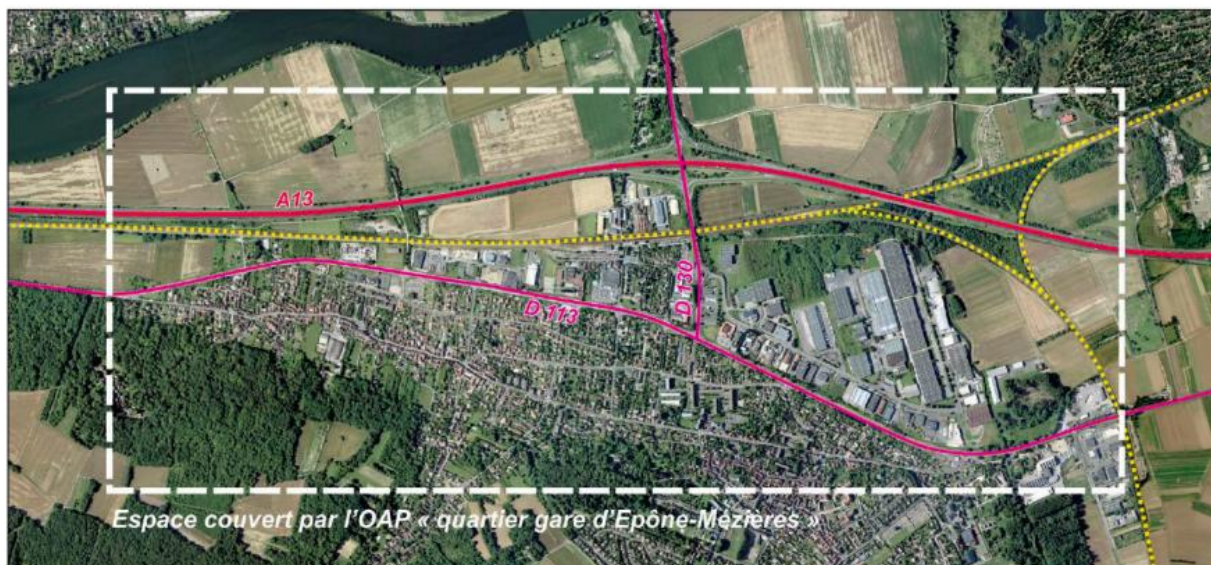 A13
D 130
D 113
Espace couvert par l'OAP « quartier gare d'Epône-Mézières »